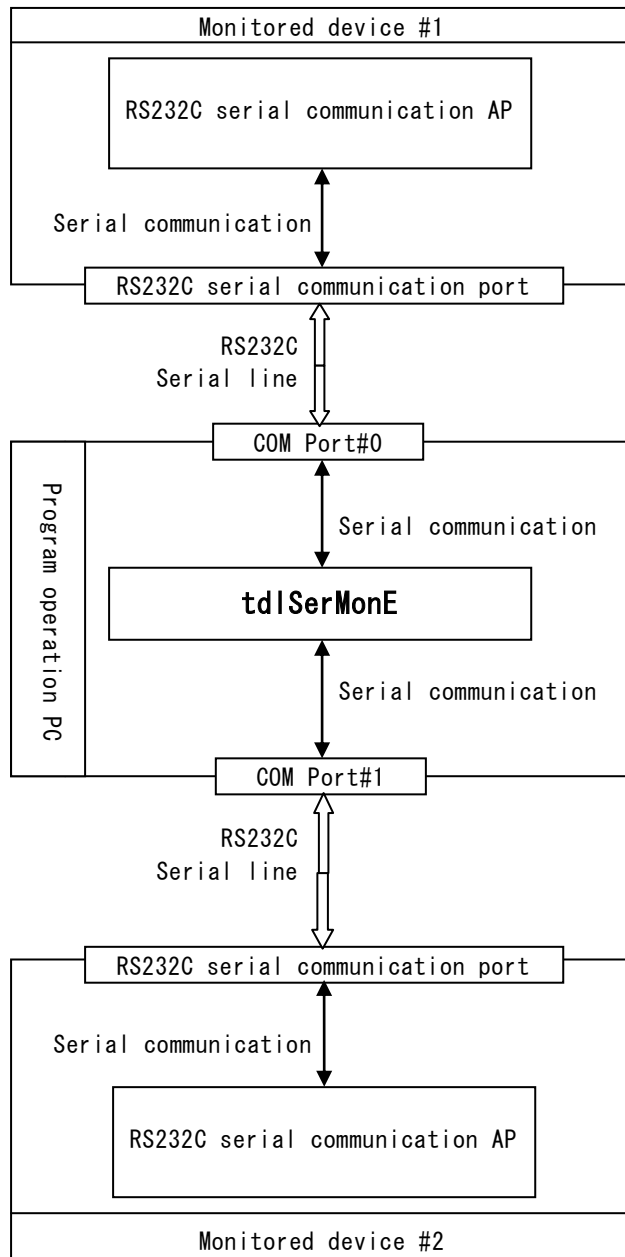 Monitored device #1
RS232C serial communication AP
Serial communication
RS232C serial communication port
RS232C
Serial line
COM Port#0
Program operation PC
Serial communication
tdlSerMonE
Serial communication
COM Port#1
RS232C
Serial line
RS232C serial communication port
Serial communication
RS232C serial communication AP
Monitored device #2